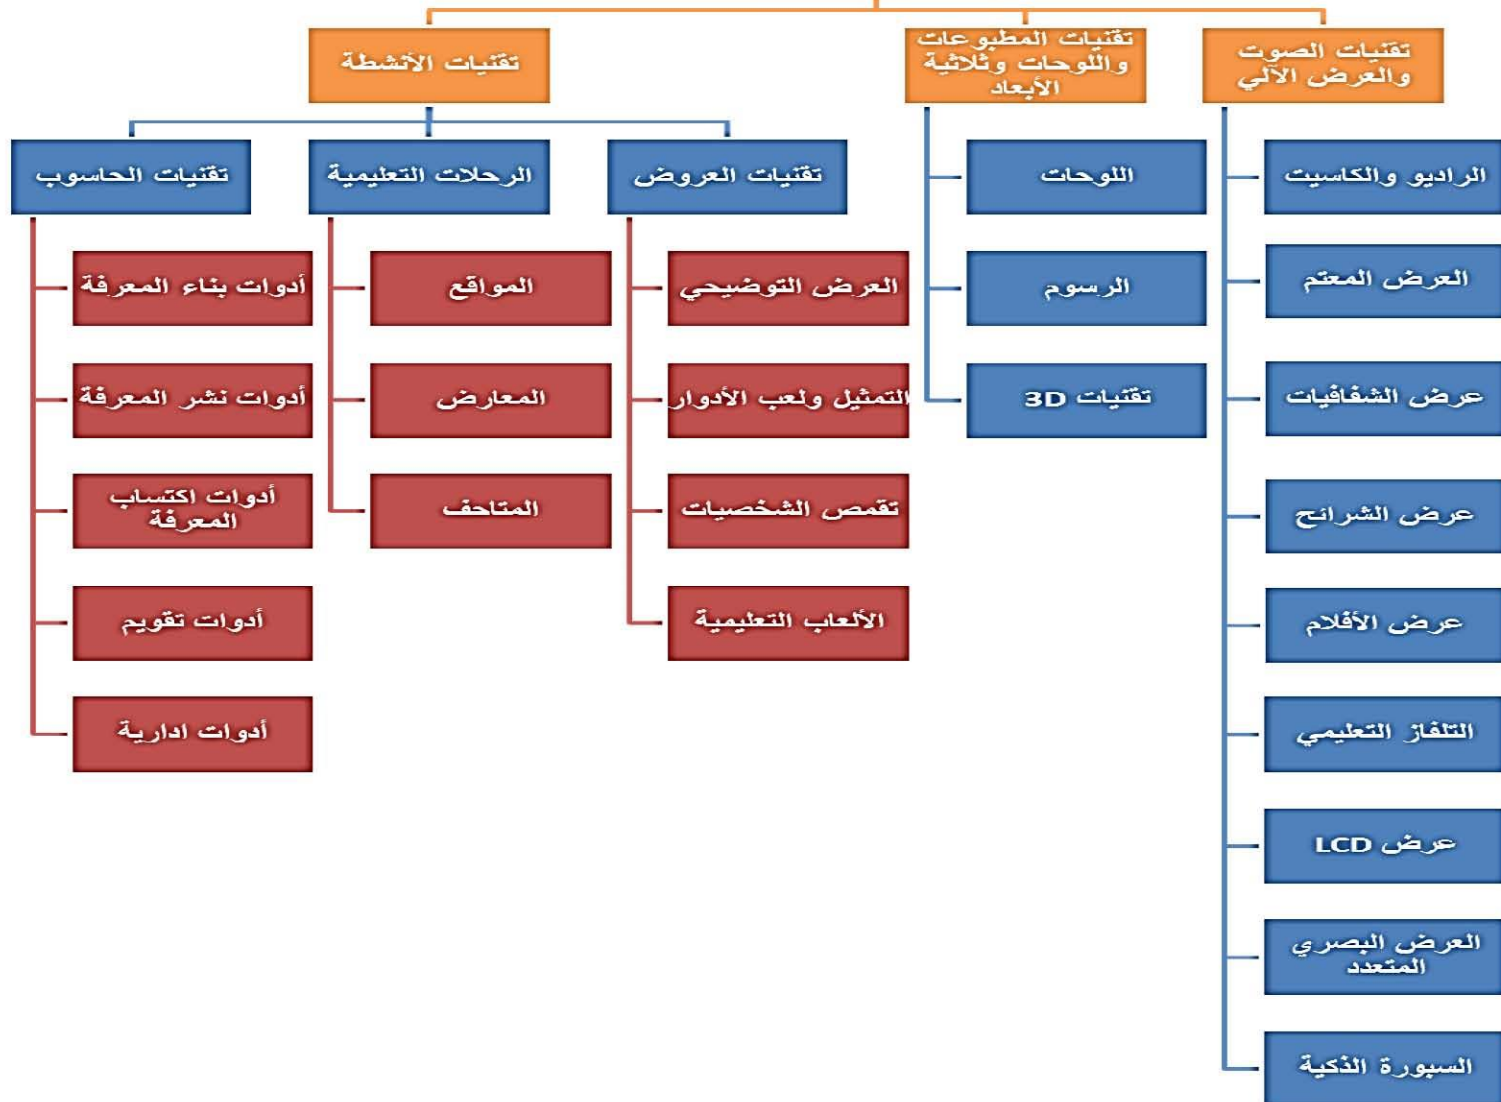 تقنيات الصوت
والعرض الآلي
الراديو والكاسيت
العرض المعتم
عرض الشفافيات
عرض الشرائح
عرض الأفلام
التلفاز التعليمي
عرض LCD
العرض البصري
المتعدد
السبورة الذكية
تقنيات المطبوعات
واللوحات وثلاثية
الأبعاد
اللوحات
الرسوم
تقنيات 3D
تقنيات الأنشطة
تقنيات العروض
العرض التوضيحي
التمثيل ولعب الأدوار
تقمص الشخصيات
الألعاب التعليمية
الرحلات التعليمية
المواقع
المعارض
المتاحف
تقنيات الحاسوب
أدوات بناء المعرفة
أدوات نشر المعرفة
أدوات اكتساب
المعرفة
أدوات تقويم
أدوات ادارية